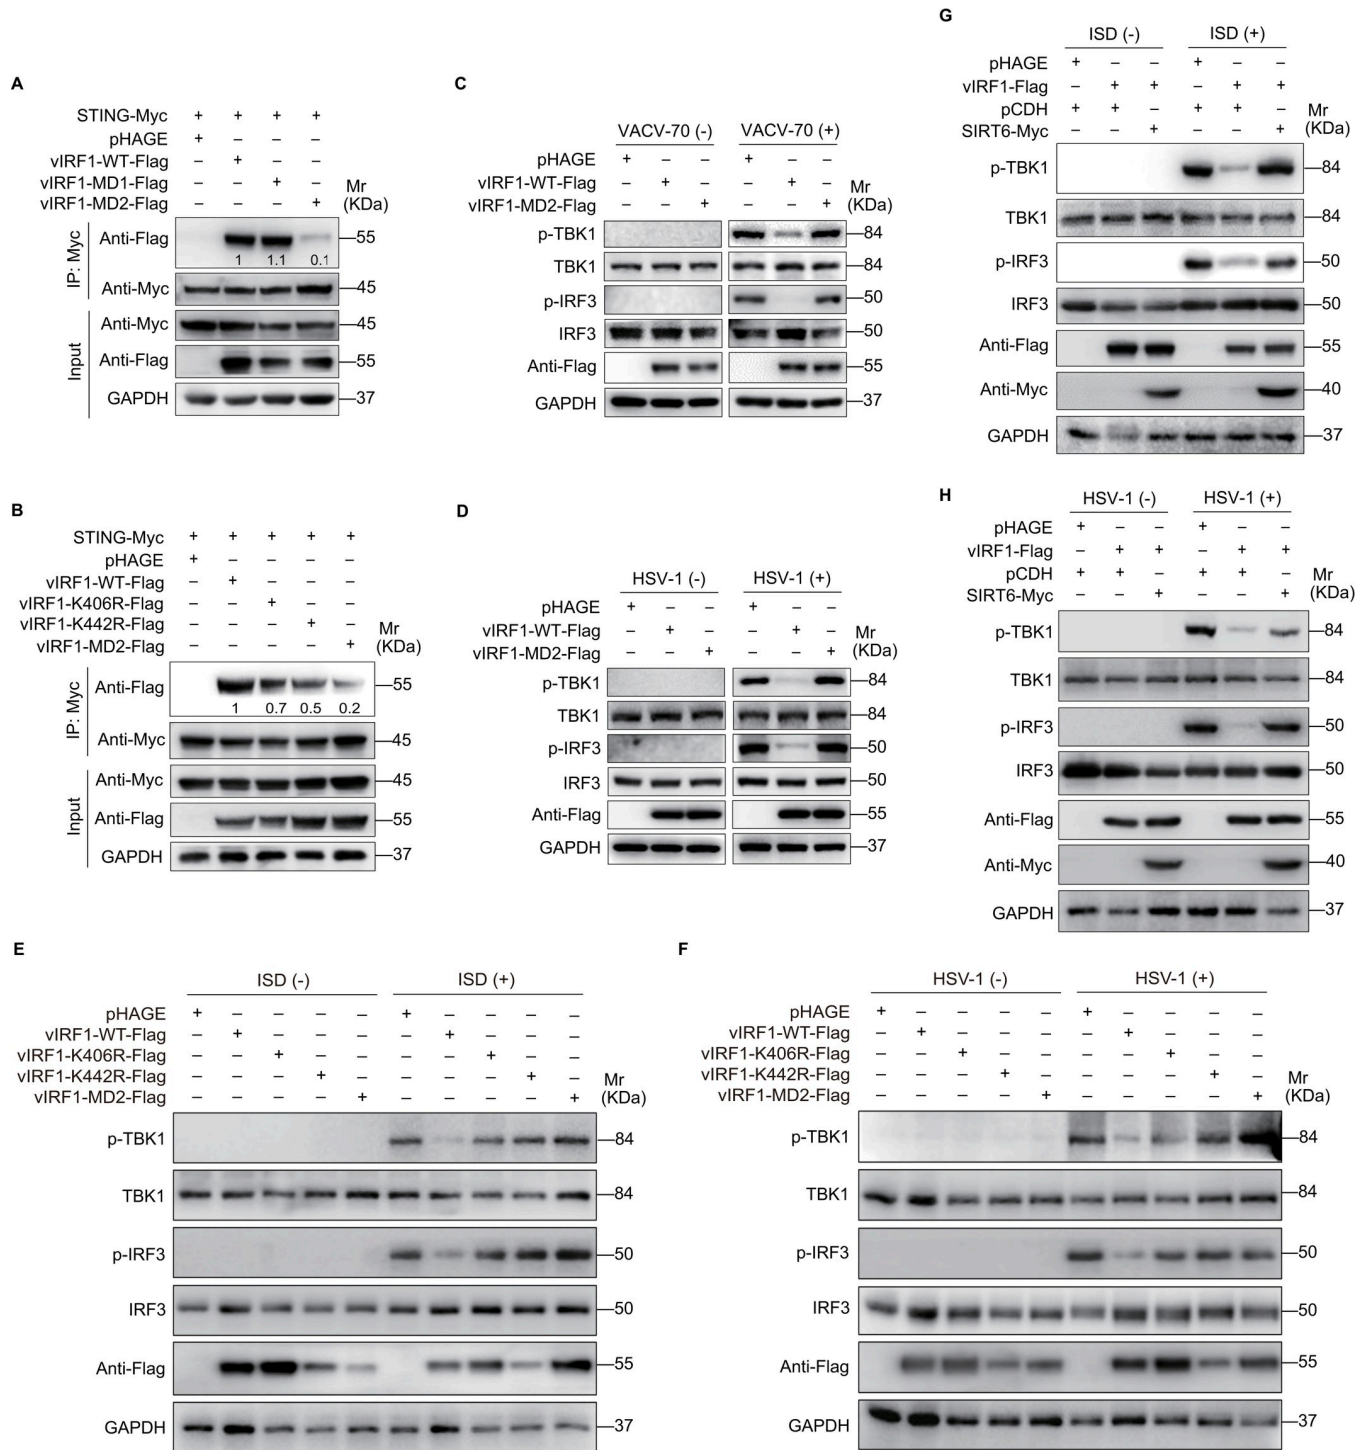 A
STING-Myc + + + +
pHAGE + – – –
vIRF1-WT-Flag – + – –
vIRF1-MD1-Flag – – + –
vIRF1-MD2-Flag – – – +
Mr
(KDa)
IP: Myc
Anti-Flag 55
1 1.1 0.1
Anti-Myc 45
Input
Anti-Myc 45
Anti-Flag 55
GAPDH 37
B
STING-Myc + + + + +
pHAGE + – – – –
vIRF1-WT-Flag – + – – –
vIRF1-K406R-Flag – – + – –
vIRF1-K442R-Flag – – – + –
vIRF1-MD2-Flag – – – – +
Mr
(KDa)
IP: Myc
Anti-Flag 55
1 0.7 0.5 0.2
Anti-Myc 45
Input
Anti-Myc 45
Anti-Flag 55
GAPDH 37
C
VACV-70 (-) VACV-70 (+)
pHAGE + – – + – –
vIRF1-WT-Flag – + – – + –
vIRF1-MD2-Flag – – + – – +
Mr
(KDa)
p-TBK1 84
TBK1 84
p-IRF3 50
IRF3 50
Anti-Flag 55
GAPDH 37
D
HSV-1 (-) HSV-1 (+)
pHAGE + – – + – –
vIRF1-WT-Flag – + – – + –
vIRF1-MD2-Flag – – + – – +
Mr
(KDa)
p-TBK1 84
TBK1 84
p-IRF3 50
IRF3 50
Anti-Flag 55
GAPDH 37
G
ISD (-) ISD (+)
pHAGE + – – + – –
vIRF1-Flag – + + – + +
pCDH + + – + + –
SIRT6-Myc – – + – – +
Mr
(KDa)
p-TBK1 84
TBK1 84
p-IRF3 50
IRF3 50
Anti-Flag 55
Anti-Myc 40
GAPDH 37
H
HSV-1 (-) HSV-1 (+)
pHAGE + – – + – –
vIRF1-Flag – + + – + +
pCDH + + – + + –
SIRT6-Myc – – + – – +
Mr
(KDa)
p-TBK1 84
TBK1 84
p-IRF3 50
IRF3 50
Anti-Flag 55
Anti-Myc 40
GAPDH 37
E
ISD (-) ISD (+)
pHAGE + – – – – + – – – –
vIRF1-WT-Flag – + – – – – + – – –
vIRF1-K406R-Flag – – + – – – – + – –
vIRF1-K442R-Flag – – – + – – – – + –
vIRF1-MD2-Flag – – – – + – – – – +
Mr
(KDa)
p-TBK1 84
TBK1 84
p-IRF3 50
IRF3 50
Anti-Flag 55
GAPDH 37
F
HSV-1 (-) HSV-1 (+)
pHAGE + – – – – + – – – –
vIRF1-WT-Flag – + – – – – + – – –
vIRF1-K406R-Flag – – + – – – – + – –
vIRF1-K442R-Flag – – – + – – – – + –
vIRF1-MD2-Flag – – – – + – – – – +
Mr
(KDa)
p-TBK1 84
TBK1 84
p-IRF3 50
IRF3 50
Anti-Flag 55
GAPDH 37